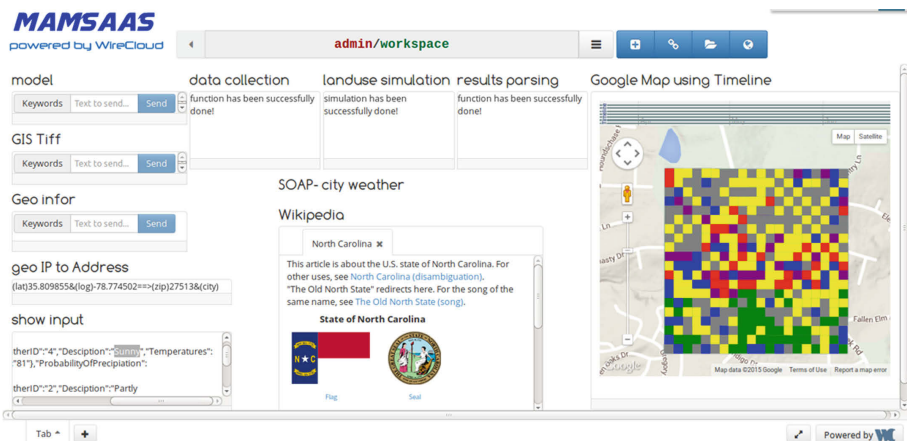 MAMSAAS
powered by WireCloud
admin/workspace
model
Keywords Text to send... Send
GIS Tiff
Keywords Text to send... Send
Geo infor
Keywords Text to send... Send
geo IP to Address
(lat)35.809855&(log)-78.774502==>(zip)27513&(city)
show input
therID":"4","Desciption":"Sunny","Temperatures":
:"81"},"ProbabilityOfPrecipiation":
therID":"2","Desciption":"Partly
data collection
function has been successfully
done!
landuse simulation
simulation has been
successfully done!
results parsing
function has been successfully
done!
SOAP- city weather
Wikipedia
North Carolina ×
This article is about the U.S. state of North Carolina. For
other uses, see North Carolina (disambiguation).
"The Old North State" redirects here. For the song of the
same name, see The Old North State (song).
State of North Carolina
N C
Flag Seal
Google Map using Timeline
Map Satellite
Ln
Fallen Elm
Google
Map data ©2015 Google Terms of Use Report a map error
Tab
Powered by